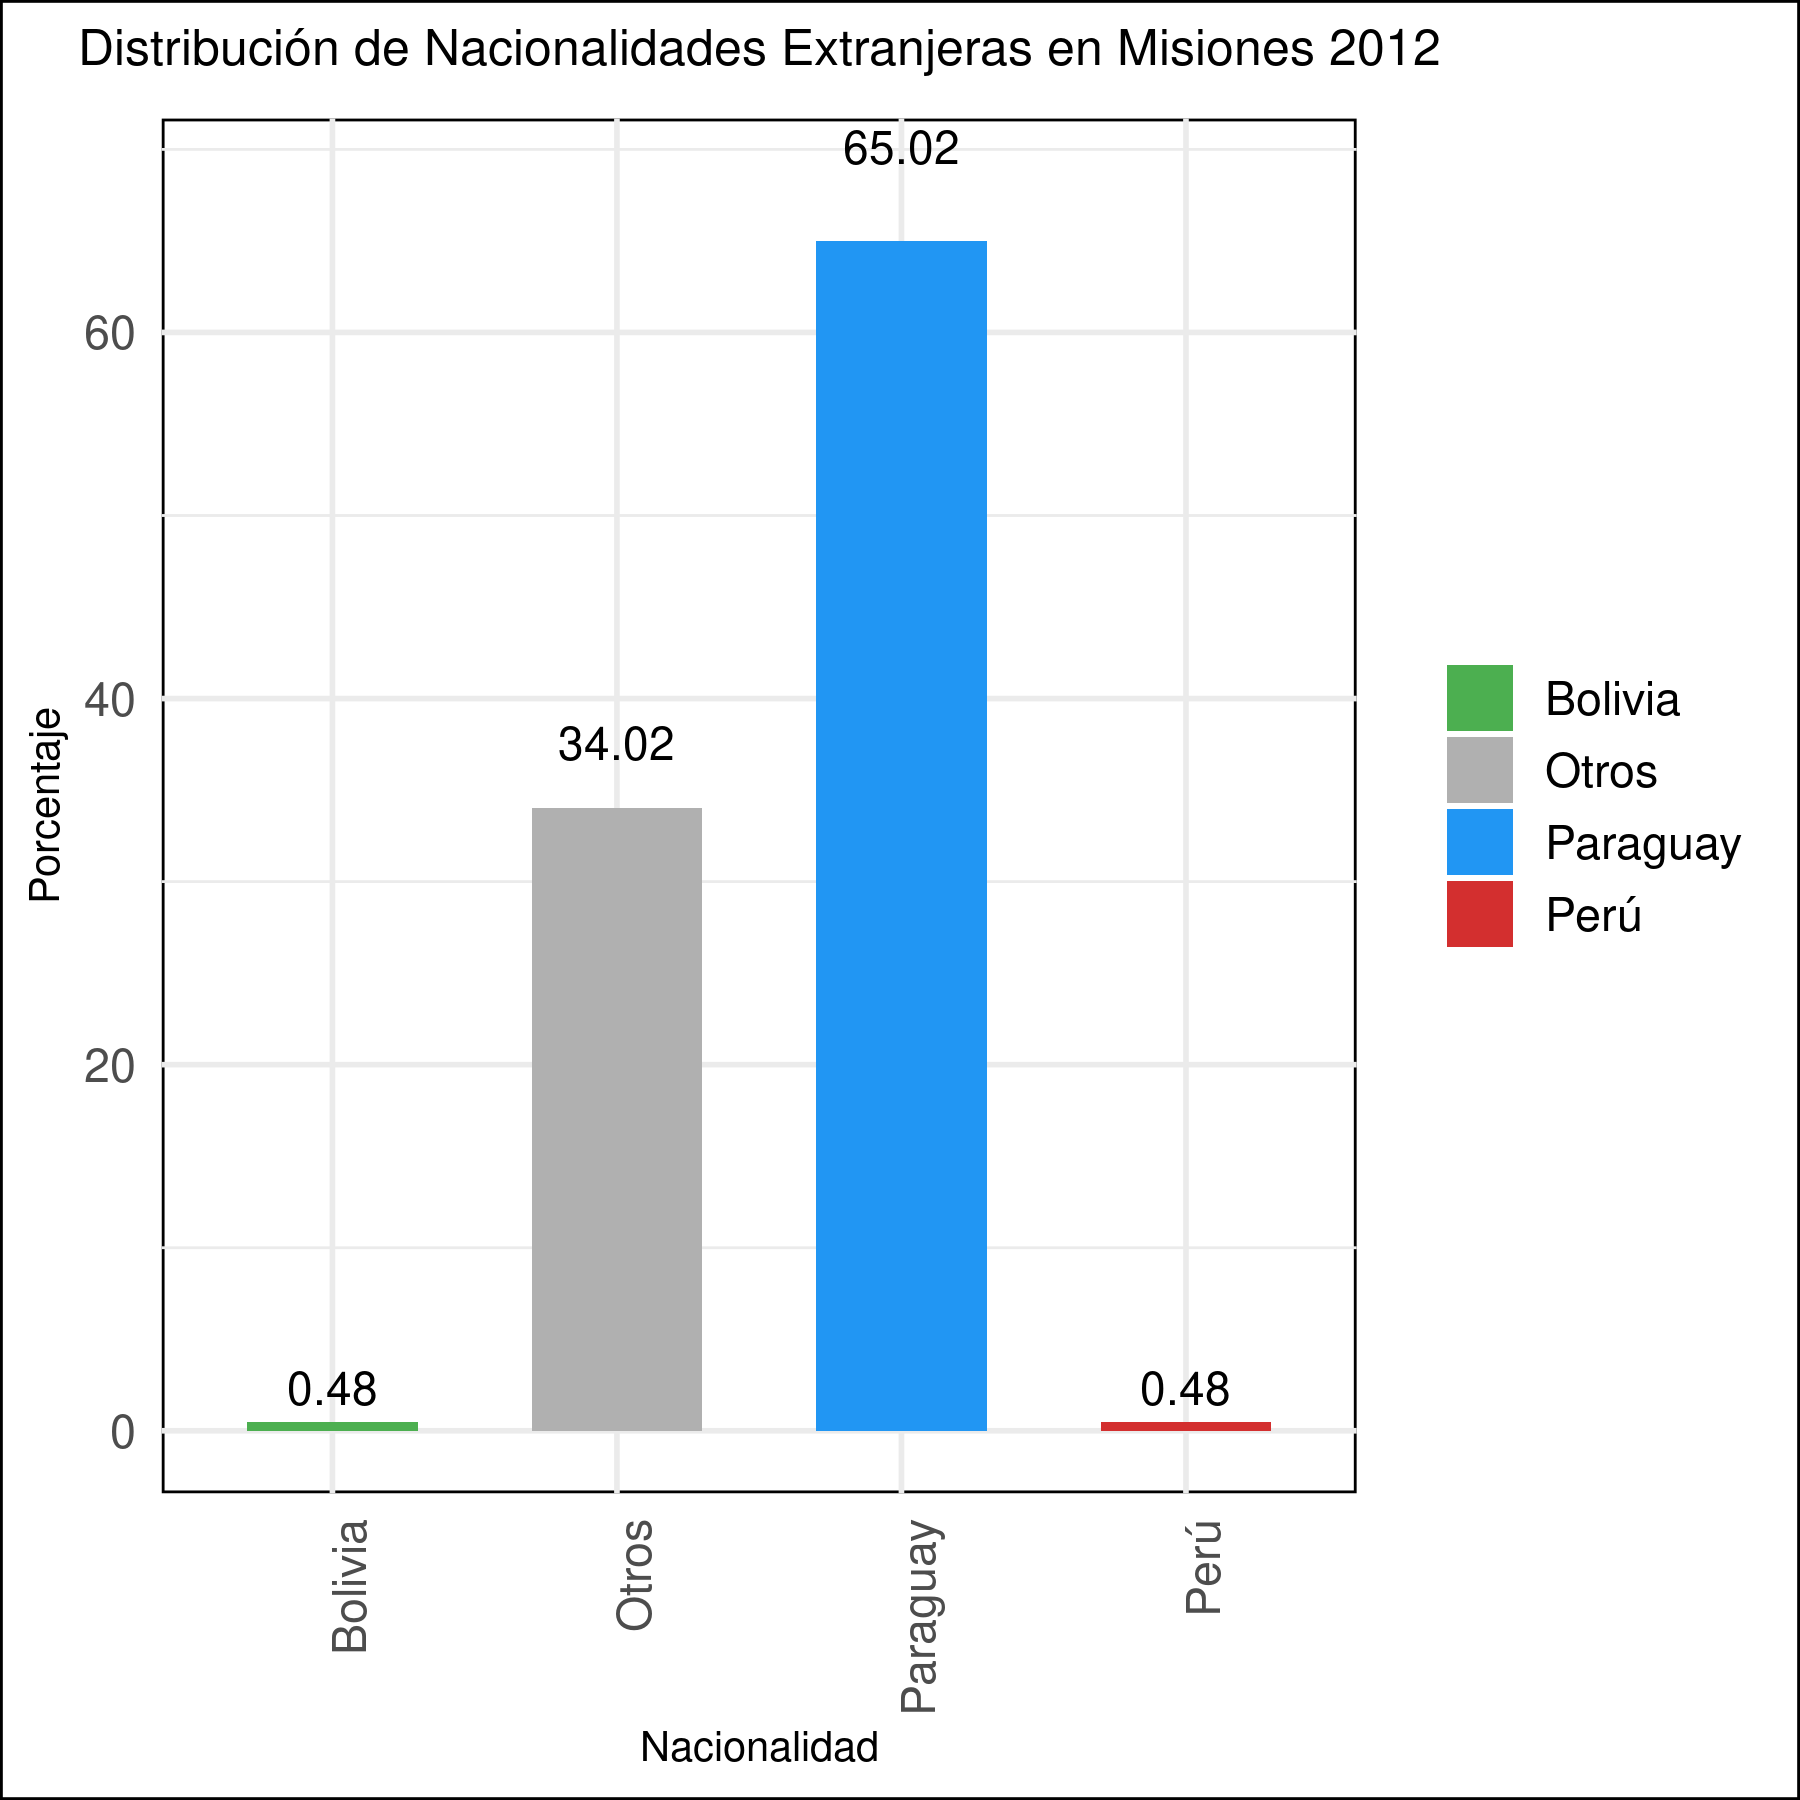 Distribución de Nacionalidades Extranjeras en Misiones 2012
65.02
34.02
0.48
0.48
60
40
20
0
Porcentaje
Bolivia
Otros
Paraguay
Perú
Nacionalidad
Bolivia
Otros
Paraguay
Perú